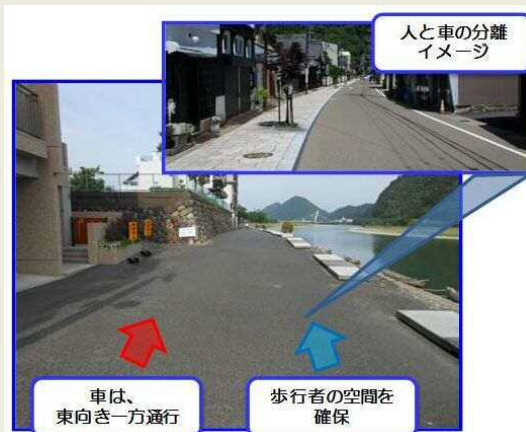 人と車の分離
イメージ
車は、
東向き一方通行
歩行者の空間を
確保